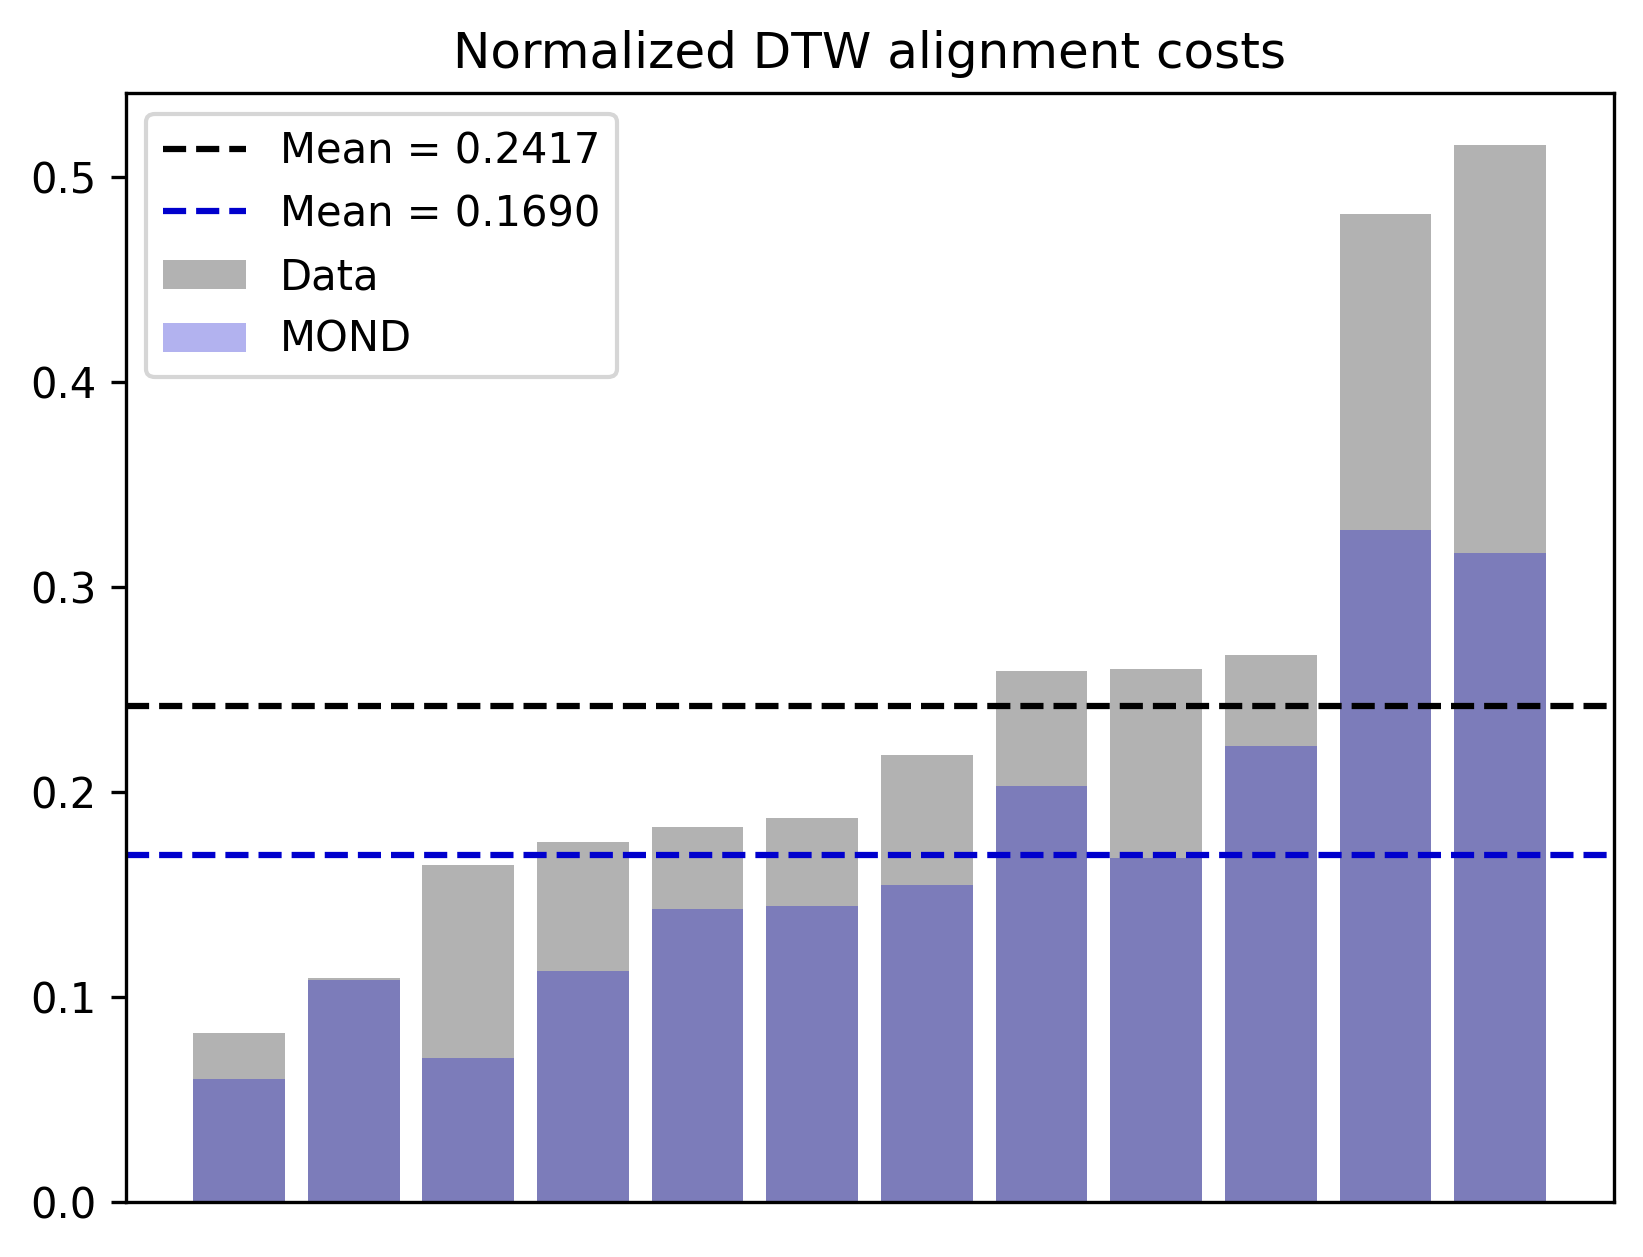 Normalized DTW alignment costs
Mean = 0.2417
Mean = 0.1690
Data
MOND
0.5
0.4
0.3
0.2
0.1
0.0